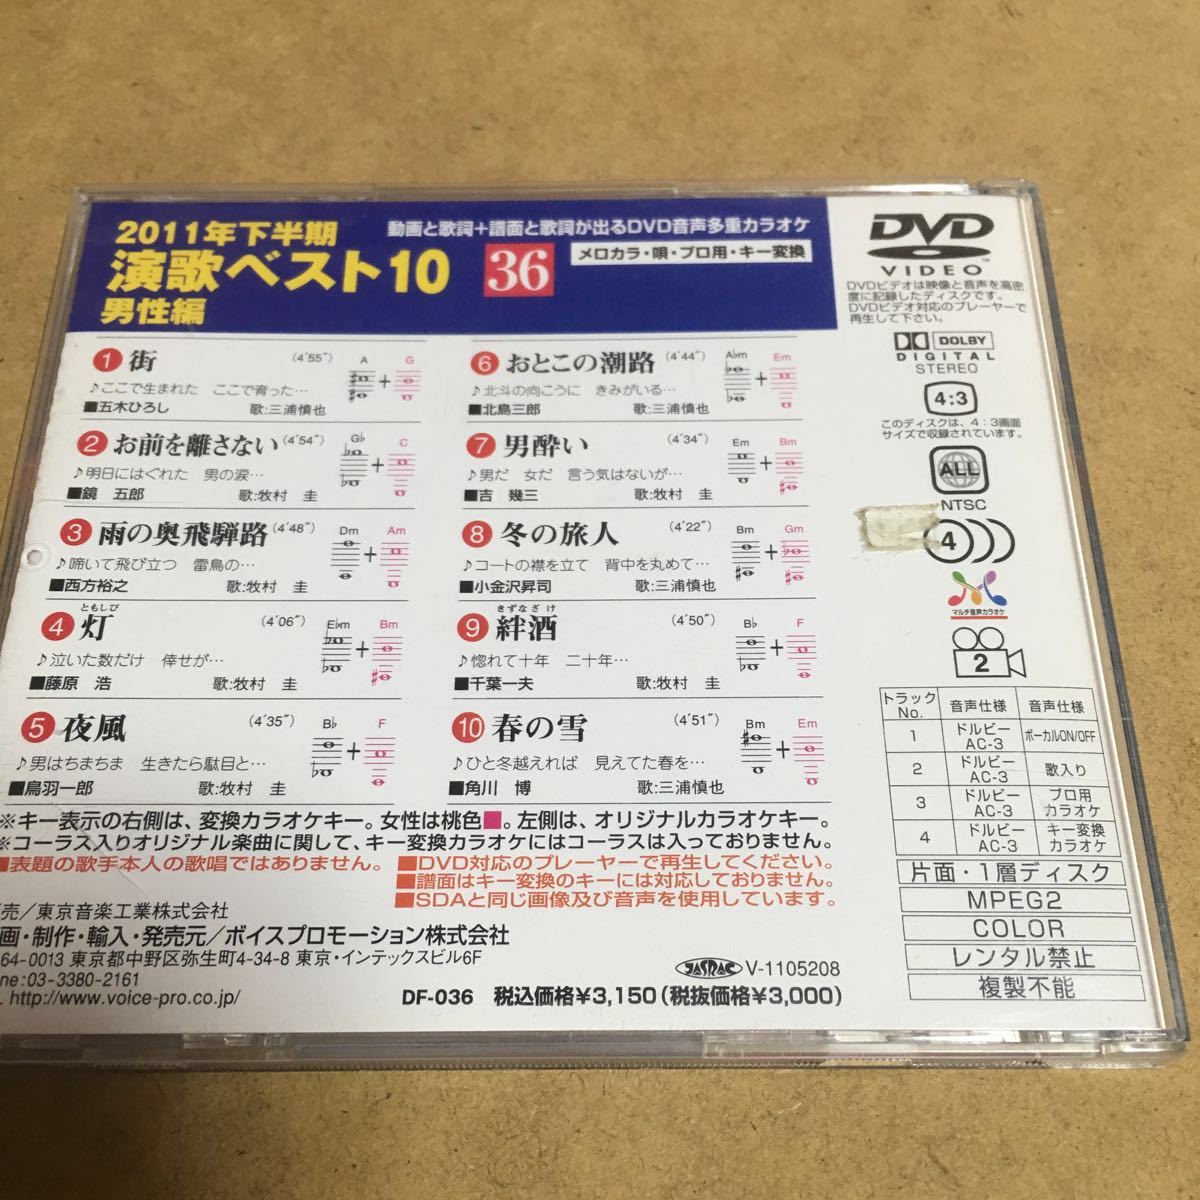 2011年下半期
演歌ベスト10
男性編
動画と歌詞+譜面と歌詞が出るDVD音声多重カラオケ
36
メロカラ・唄・プロ用・キー変換
1 街 (4'55") A G
♪ここで生まれた ここで育った…
■五木ひろし 歌:三浦慎也
2 お前を離さない (4'54") G♭ C
♪明日にはぐれた 男の涙…
■鏡 五郎 歌:牧村 圭
3 雨の奥飛騨路 (4'48") Dm Am
♪啼いて飛び立つ 雷鳥の…
■西方裕之 歌:牧村 圭
ともしび
4 灯 (4'06") E♭m Bm
♪泣いた数だけ 倖せが…
■藤原 浩 歌:牧村 圭
5 夜風 (4'35") B♭ F
♪男はちまちま 生きたら駄目と…
■鳥羽一郎 歌:牧村 圭
6 おとこの潮路 (4'44") A♭m Em
♪北斗の向こうに きみがいる…
■北島三郎 歌:三浦慎也
7 男酔い (4'34") Em Bm
♪男だ 女だ 言う気はないが…
■吉 幾三 歌:牧村 圭
8 冬の旅人 (4'22") Bm Gm
♪コートの襟を立て 背中を丸めて…
■小金沢昇司 歌:三浦慎也
きずなざけ
9 絆酒 (4'50") B♭ F
♪惚れて十年 二十年…
■千葉一夫 歌:牧村 圭
10 春の雪 (4'51") Bm Em
♪ひと冬越えれば 見えてた春を…
■角川 博 歌:三浦慎也
※キー表示の右側は、変換カラオケキー。女性は桃色■。左側は、オリジナルカラオケキー。
※コーラス入りオリジナル楽曲に関して、キー変換カラオケにはコーラスは入っておりません。
■表題の歌手本人の歌唱ではありません。
■DVD対応のプレーヤーで再生してください。
■譜面はキー変換のキーには対応しておりません。
■SDAと同じ画像及び音声を使用しています。
売/東京音楽工業株式会社
画・制作・輸入・発売元/ボイスプロモーション株式会社
64-0013 東京都中野区弥生町4-34-8 東京・インテックスビル6F
ne:03-3380-2161
L http://www.voice-pro.co.jp/
JASRAC V-1105208
DF-036 税込価格¥3,150(税抜価格¥3,000)
DVD
VIDEO™
DVDビデオは映像と音声を高密
度に記録したディスクです。
DVDビデオ対応のプレーヤーで
再生して下さい。
DOLBY
DIGITAL
STEREO
4:3
このディスクは、4:3画面
サイズで収録されています。
ALL
NTSC
4
マルチ音声カラオケ
2
トラックNo. 音声仕様 音声仕様
1 ドルビーAC-3 ボーカルON/OFF
2 ドルビーAC-3 歌入り
3 ドルビーAC-3 プロ用カラオケ
4 ドルビーAC-3 キー変換カラオケ
片面・1層ディスク
MPEG2
COLOR
レンタル禁止
複製不能